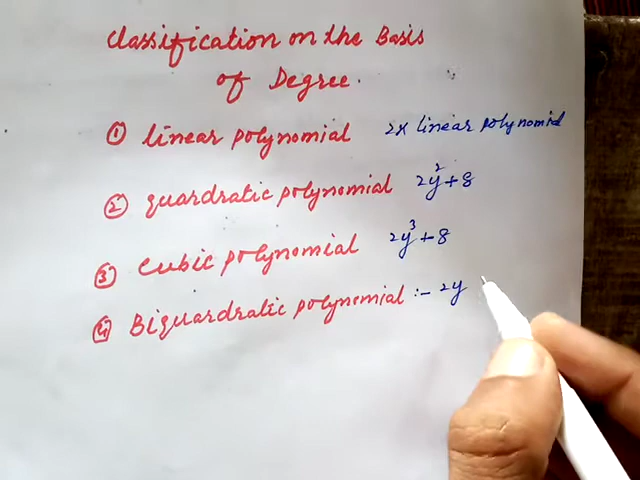 Classification on the Basis
of Degree.
① linear polynomial 2x linear polynomial
② quardratic polynomial 2y²+8
③ cubic polynomial 2y³+8
④ Biquardratic polynomial :- 2y